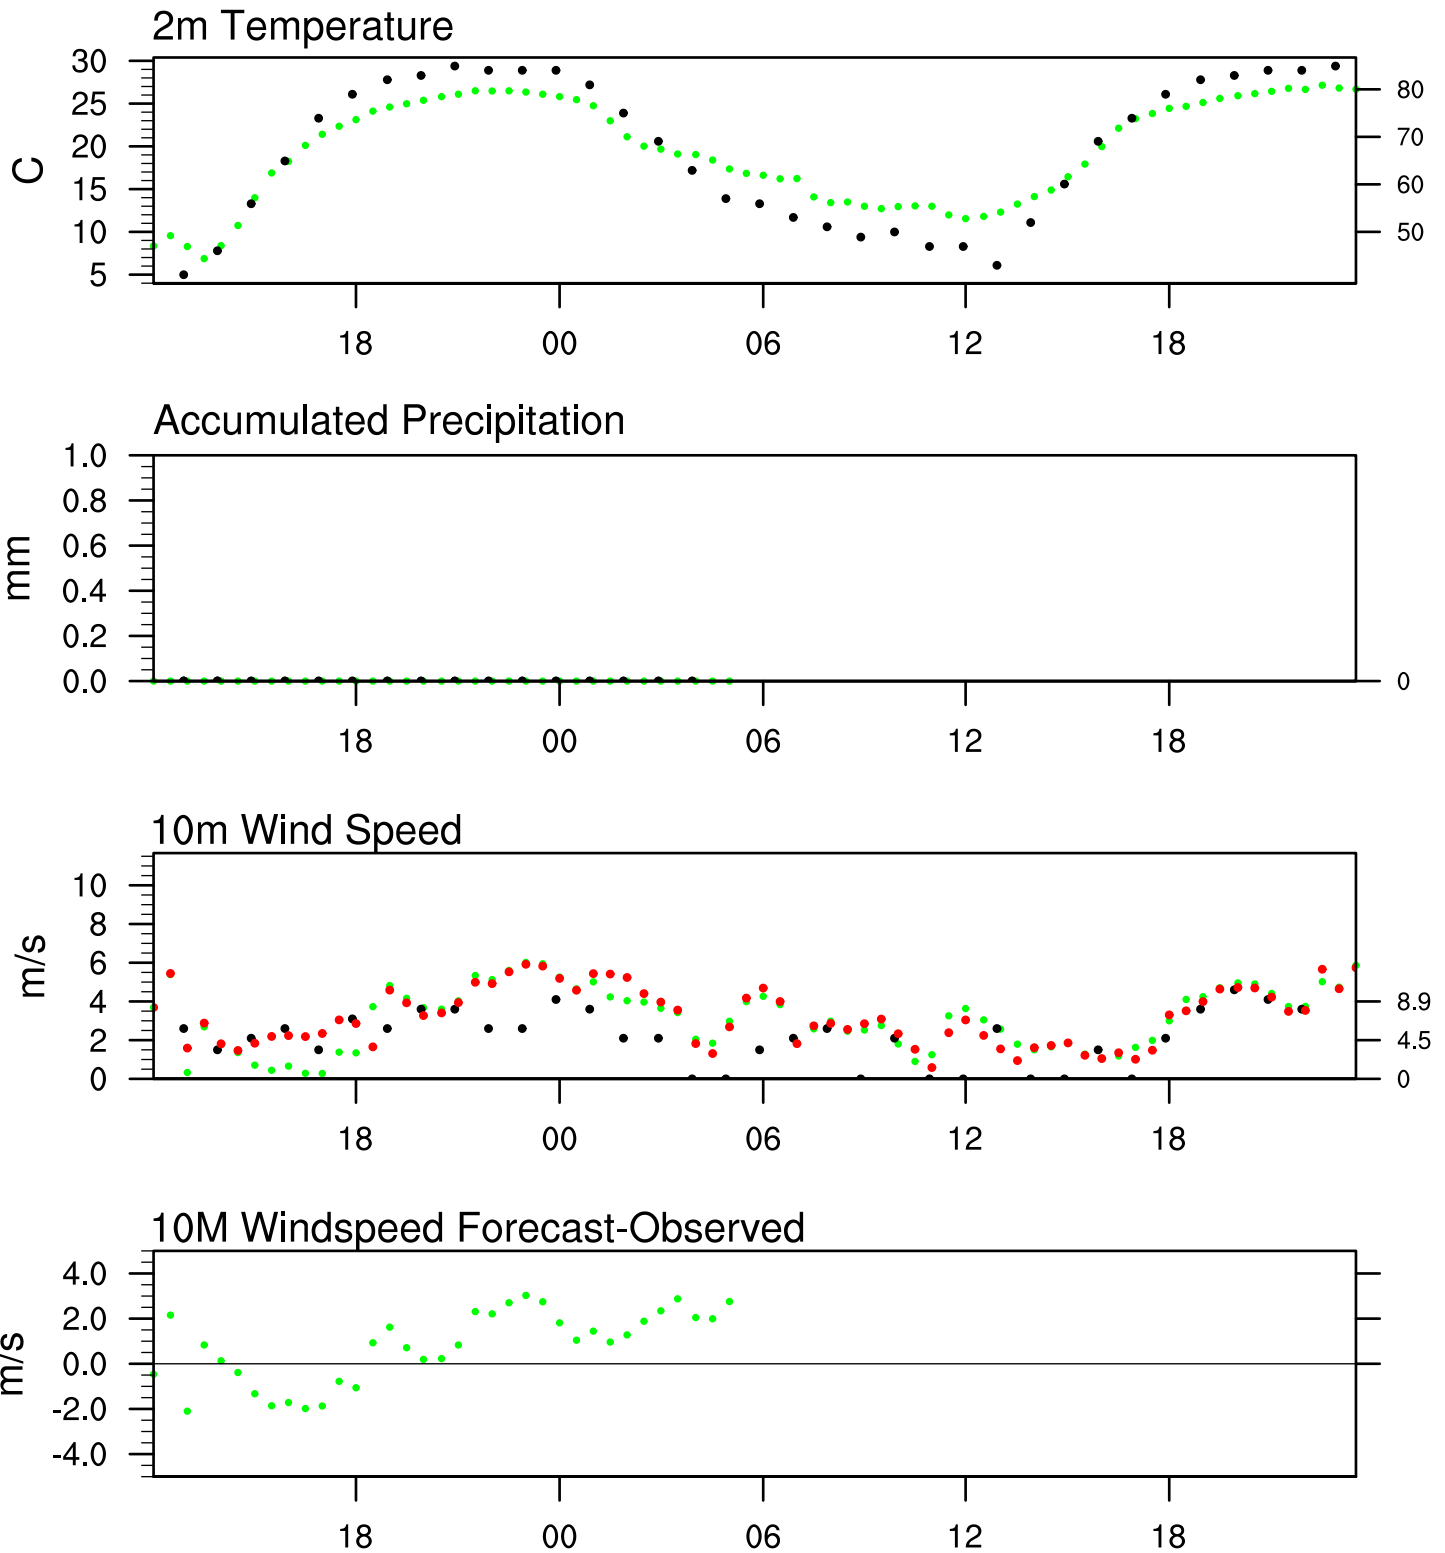 2m Temperature
30
25
20
15
10
5
C
80
70
60
50
18 00 06 12 18
Accumulated Precipitation
1.0
0.8
0.6
0.4
0.2
0.0
mm
0
18 00 06 12 18
10m Wind Speed
10
8
6
4
2
0
m/s
8.9
4.5
0
18 00 06 12 18
10M Windspeed Forecast-Observed
4.0
2.0
0.0
-2.0
-4.0
m/s
18 00 06 12 18